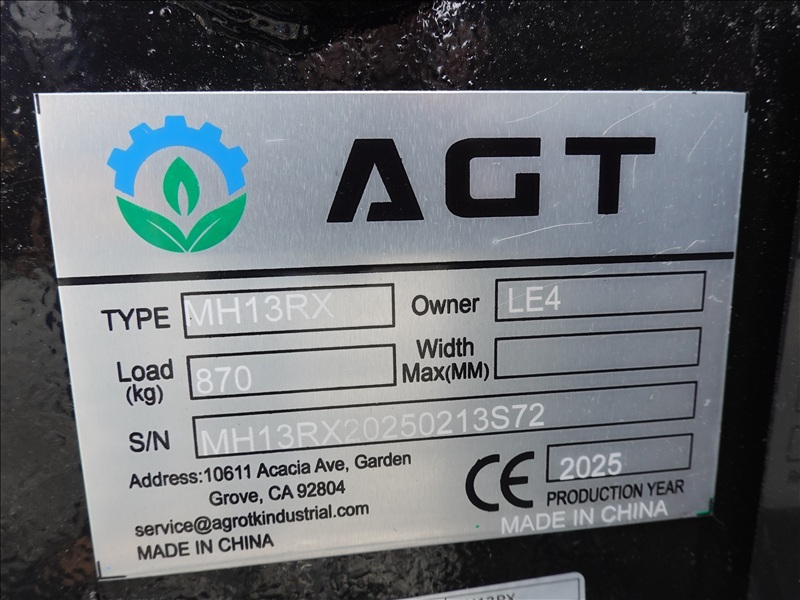 AGT
TYPE MH13RX Owner LE4
Load (kg) 870 Width Max(MM)
S/N MH13RX20250213S72
Address:10611 Acacia Ave, Garden
Grove, CA 92804
service@agrotkindustrial.com
MADE IN CHINA
CE 2025
PRODUCTION YEAR
MADE IN CHINA